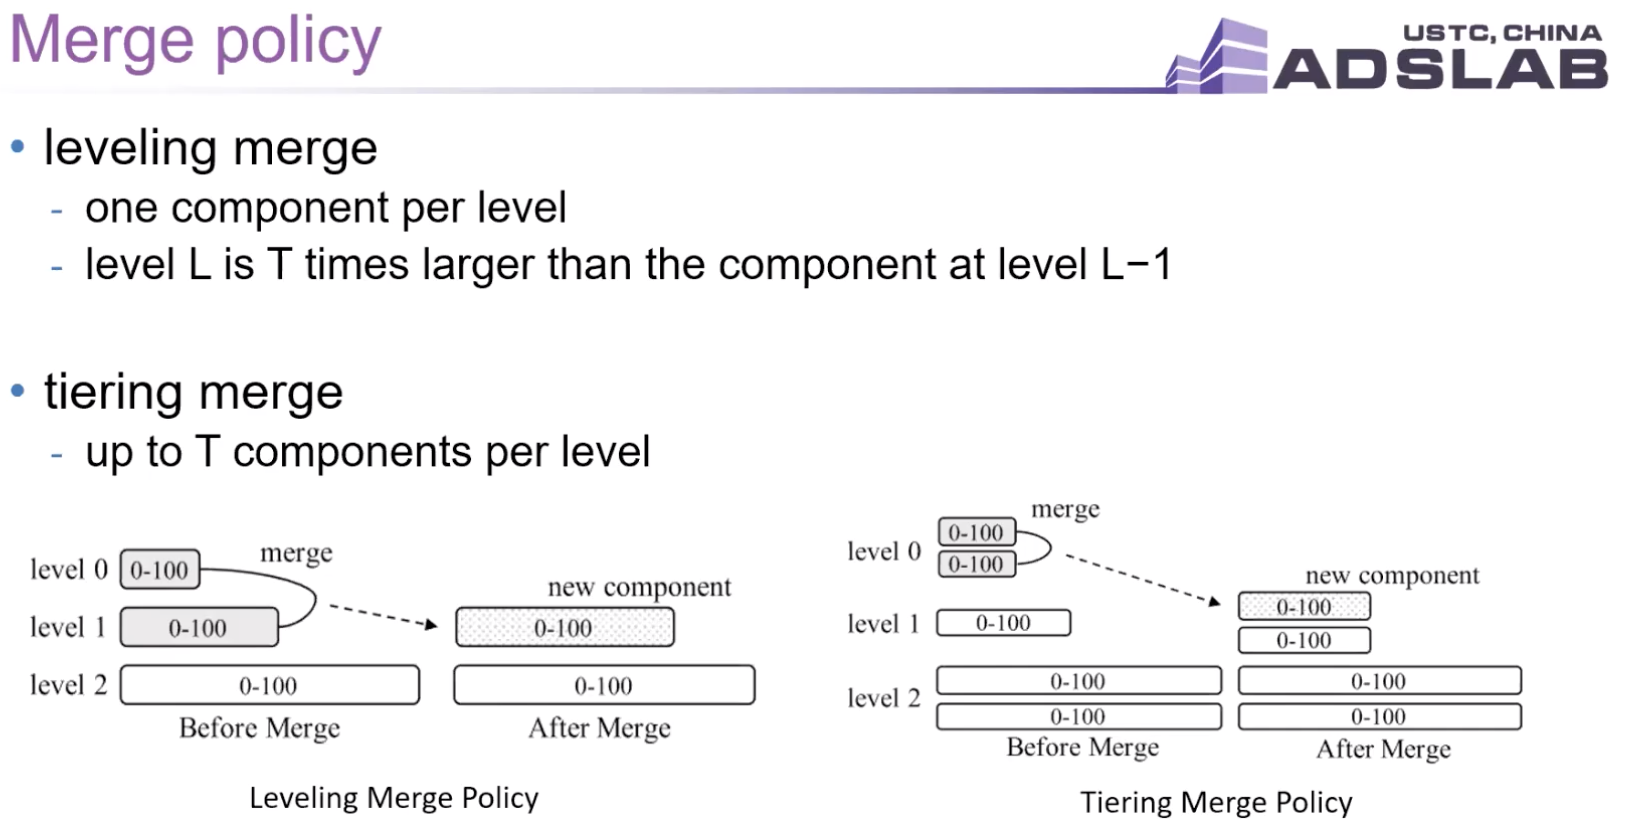 Merge policy
USTC, CHINA
ADSLAB
• leveling merge
- one component per level
- level L is T times larger than the component at level L−1
• tiering merge
- up to T components per level
level 0 0-100 merge
level 1 0-100
level 2 0-100
Before Merge
new component
0-100
0-100
After Merge
Leveling Merge Policy
merge
level 0 0-100
0-100
level 1 0-100
level 2 0-100
0-100
Before Merge
new component
0-100
0-100
0-100
0-100
After Merge
Tiering Merge Policy